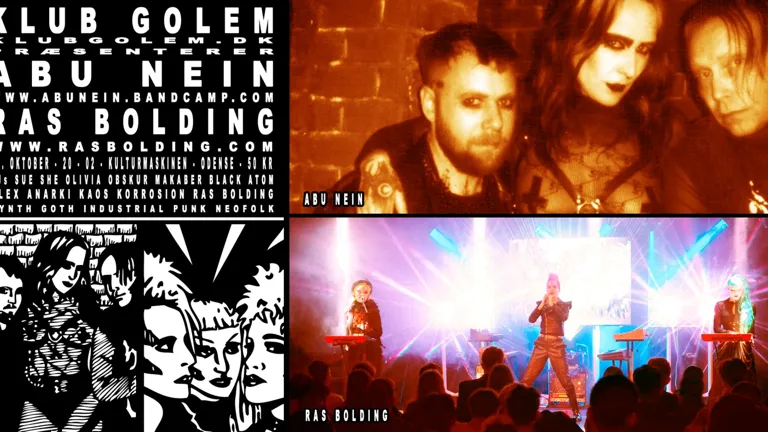 KLUB GOLEM
KLUBGOLEM.DK
PRÆSENTERER
ABU NEIN
WWW.ABUNEIN.BANDCAMP.COM
RAS BOLDING
WWW.RASBOLDING.COM
OKTOBER · 20 - 02 · KULTURMASKINEN · ODENSE · 50 KR
SUE SHE OLIVIA OBSKUR MAKABER BLACK ATOM
LEX ANARKI KAOS KORROSION RAS BOLDING
SYNTH GOTH INDUSTRIAL PUNK NEOFOLK
ABU NEIN
RAS BOLDING